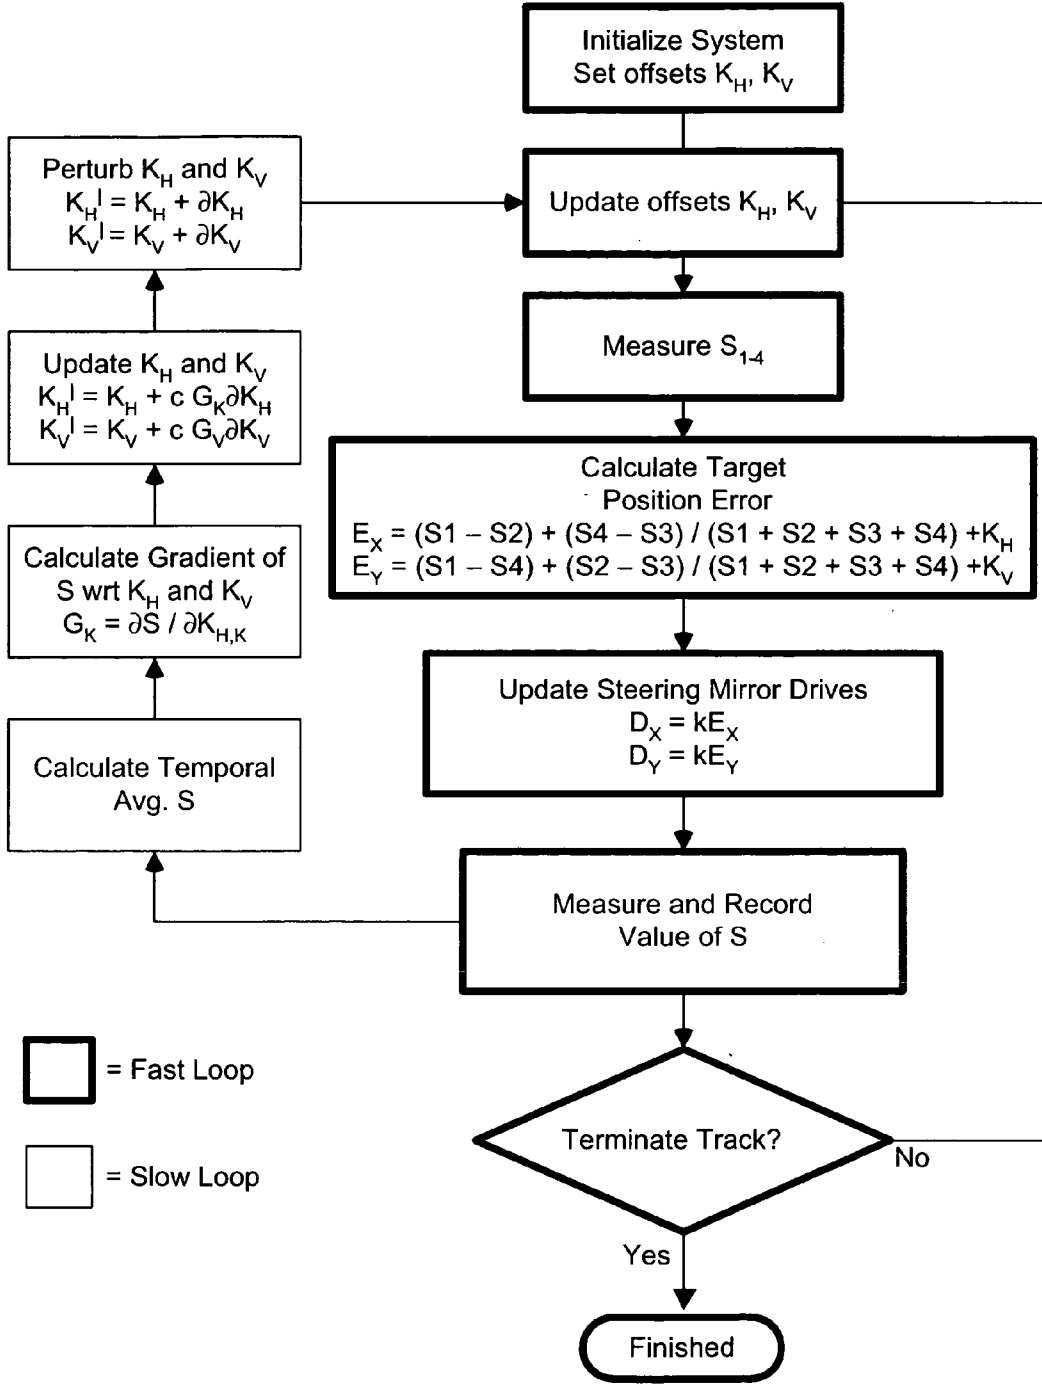 Initialize System
Set offsets K_H, K_V
Perturb K_H and K_V
K_H^| = K_H + ∂K_H
K_V^| = K_V + ∂K_V
Update offsets K_H, K_V
Measure S_1-4
Update K_H and K_V
K_H^| = K_H + c G_K∂K_H
K_V^| = K_V + c G_V∂K_V
Calculate Target
Position Error
E_X = (S1 – S2) + (S4 – S3) / (S1 + S2 + S3 + S4) +K_H
E_Y = (S1 – S4) + (S2 – S3) / (S1 + S2 + S3 + S4) +K_V
Calculate Gradient of
S wrt K_H and K_V
G_K = ∂S / ∂K_H,K
Update Steering Mirror Drives
D_X = kE_X
D_Y = kE_Y
Calculate Temporal
Avg. S
Measure and Record
Value of S
= Fast Loop
= Slow Loop
Terminate Track?
No
Yes
Finished